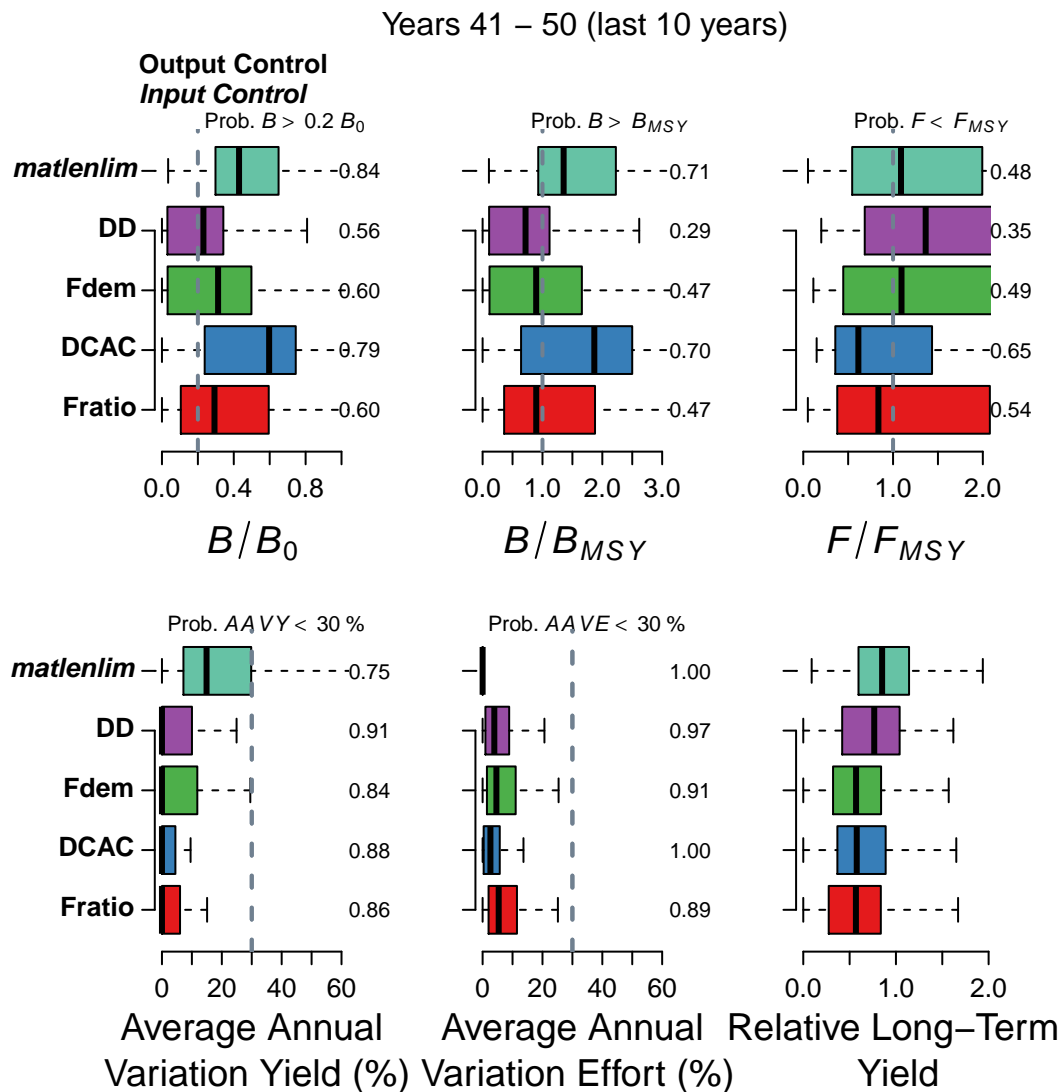 Years 41 – 50 (last 10 years)
Output Control
Input Control
Prob. B > 0.2 B0
Prob. B > BMSY
Prob. F < FMSY
matlenlim
0.84
0.71
0.48
DD
0.56
0.29
0.35
Fdem
0.60
0.47
0.49
DCAC
0.79
0.70
0.65
Fratio
0.60
0.47
0.54
0.0 0.4 0.8
0.0 1.0 2.0 3.0
0.0 1.0 2.0
B/B0
B/BMSY
F/FMSY
Prob. AAVY < 30 %
Prob. AAVE < 30 %
matlenlim
0.75
1.00
DD
0.91
0.97
Fdem
0.84
0.91
DCAC
0.88
1.00
Fratio
0.86
0.89
0 20 40 60
0 20 40 60
0.0 1.0 2.0
Average Annual
Variation Yield (%)
Average Annual
Variation Effort (%)
Relative Long–Term
Yield